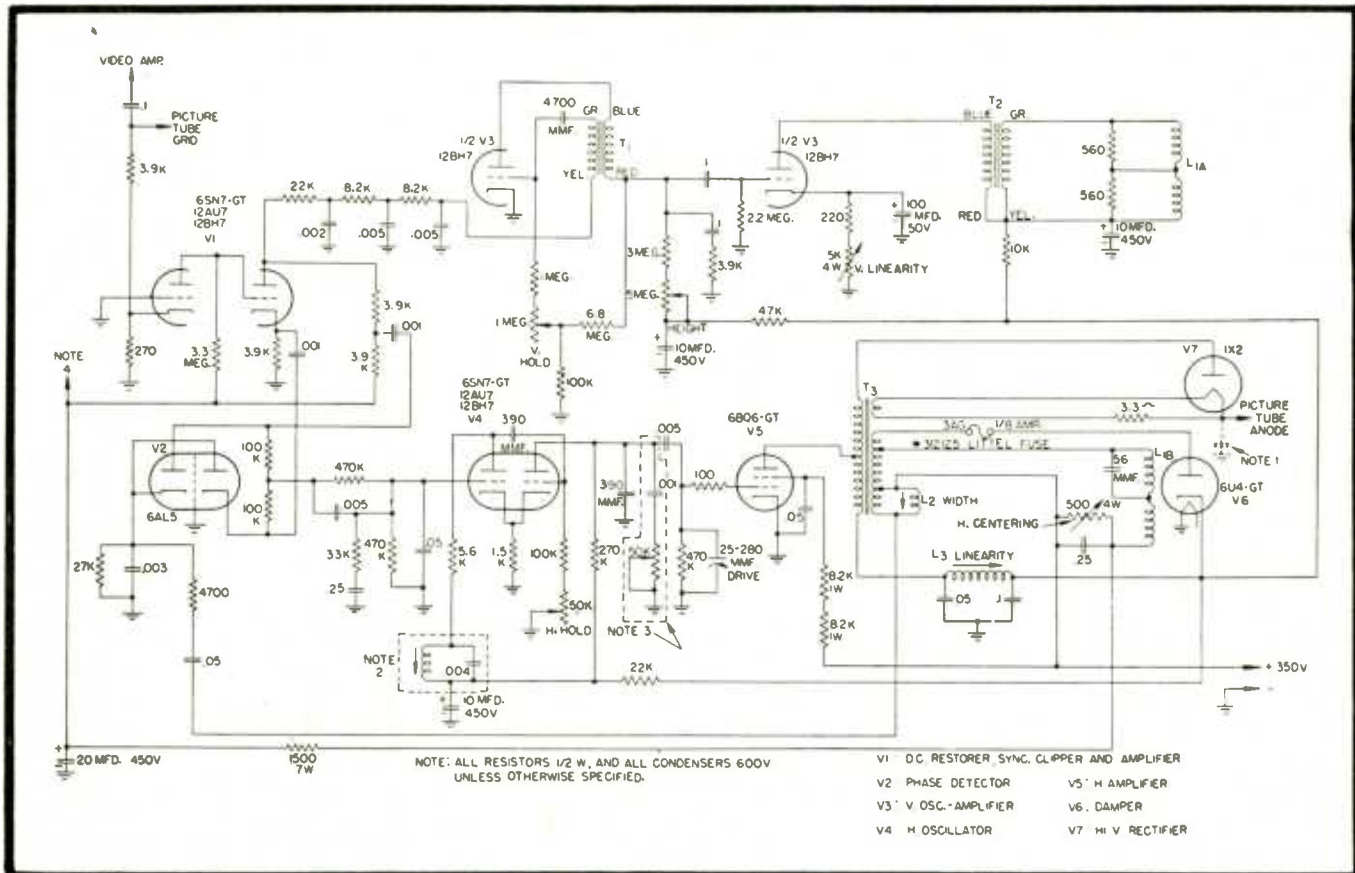 VIDEO AMP.
.1
PICTURE
TUBE
GRID
3.9K
6SN7-GT
12AU7
12BH7
V1
22K
8.2K
8.2K
.002
.005
.005
1/2 V3
12BH7
4700
MMF.
GR
BLUE
T1
YEL
RED
1/2 V3
12BH7
2.2 MEG.
220
100
MFD.
50V
5K
4W
V. LINEARITY
BLUE
T2
GR
560
560
L1A
RED
YEL.
10 MFD.
450V
10K
270
3.3
MEG.
3.9K
.001
3.9K
3.9
K
.001
NOTE
4
MEG.
1 MEG
V.
HOLD
6.8
MEG.
100K
3 MEG
MEG.
HEIGHT
3.9K
10 MFD.
450V
47K
V2
6AL5
100
K
100
K
470K
.005
33K
.25
470
K
.05
27K
.003
4700
.05
6SN7-GT
12AU7
12BH7
V4
390
MMF.
5.6
K
1.5
K
100K
50K
H. HOLD
270
K
390
MMF.
.005
.001
50K
NOTE 3
100
470
K
25-280
MMF
DRIVE
6BQ6-GT
V5
.05
8.2K
1W
8.2K
1W
T3
3AG 1/8 AMP.
* 312125 LITTEL FUSE
V7
1X2
3.3
PICTURE
TUBE
ANODE
NOTE 1
56
MMF
L1B
6U4-GT
V6
L2 WIDTH
500
4W
H. CENTERING
.25
L3 LINEARITY
.05
.1
+ 350V
-
NOTE
2
.004
10 MFD.
450V
22K
20 MFD. 450V
1500
7W
NOTE: ALL RESISTORS 1/2 W, AND ALL CONDENSERS 600V
UNLESS OTHERWISE SPECIFIED.
V1 D.C. RESTORER, SYNC. CLIPPER AND AMPLIFIER
V2 PHASE DETECTOR
V5 H AMPLIFIER
V3 V OSC.-AMPLIFIER
V6. DAMPER
V4 H OSCILLATOR
V7 HI V RECTIFIER